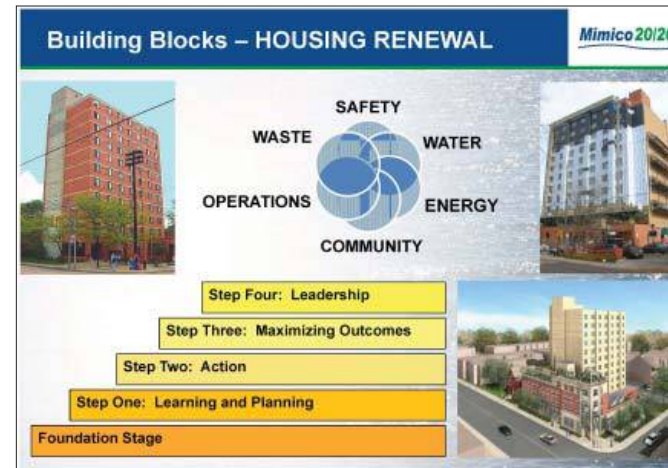 Building Blocks – HOUSING RENEWAL
Mimico 20/20
SAFETY
WASTE
WATER
OPERATIONS
ENERGY
COMMUNITY
Step Four: Leadership
Step Three: Maximizing Outcomes
Step Two: Action
Step One: Learning and Planning
Foundation Stage